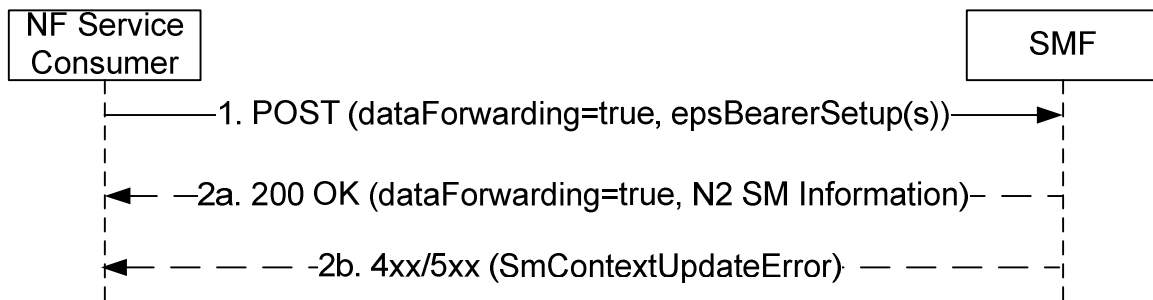 NF Service
Consumer
SMF
1. POST (dataForwarding=true, epsBearerSetup(s))
2a. 200 OK (dataForwarding=true, N2 SM Information)
2b. 4xx/5xx (SmContextUpdateError)